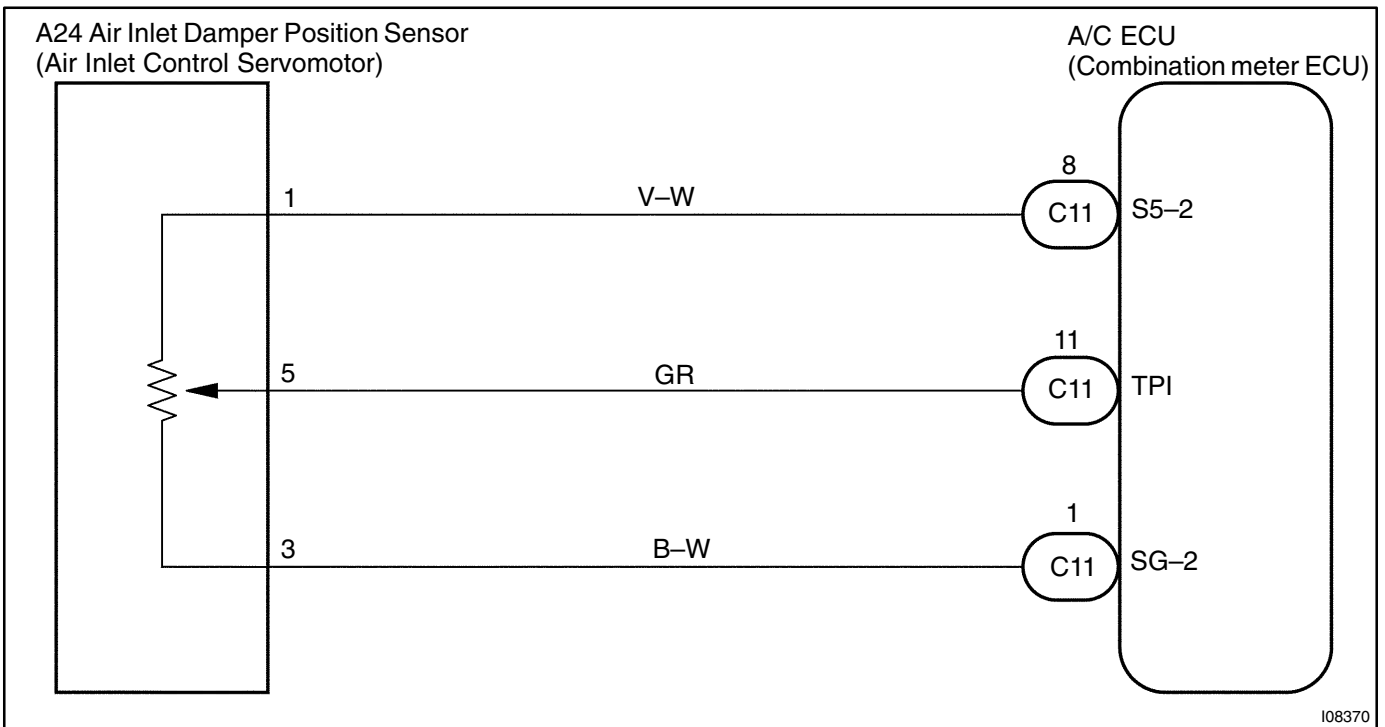 A24 Air Inlet Damper Position Sensor
(Air Inlet Control Servomotor)
A/C ECU
(Combination meter ECU)
1
V–W
8
C11
S5–2
5
GR
11
C11
TPI
3
B–W
1
C11
SG–2
I08370